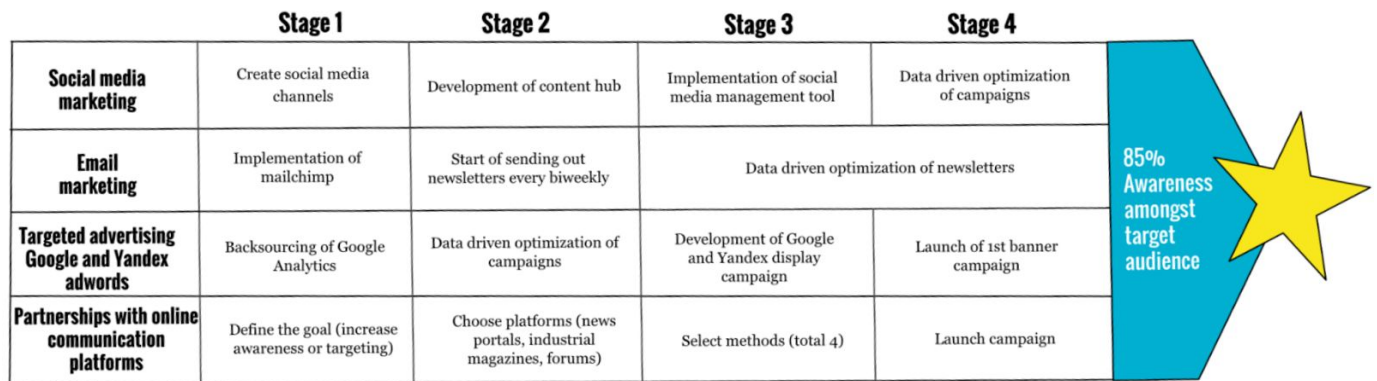 Stage 1
Stage 2
Stage 3
Stage 4
Social media
marketing
Create social media
channels
Development of content hub
Implementation of social
media management tool
Data driven optimization
of campaigns
Email
marketing
Implementation of
mailchimp
Start of sending out
newsletters every biweekly
Data driven optimization of newsletters
Targeted advertising
Google and Yandex
adwords
Backsourcing of Google
Analytics
Data driven optimization of
campaigns
Development of Google
and Yandex display
campaign
Launch of 1st banner
campaign
Partnerships with online
communication
platforms
Define the goal (increase
awareness or targeting)
Choose platforms (news
portals, industrial
magazines, forums)
Select methods (total 4)
Launch campaign
85%
Awareness
amongst
target
audience